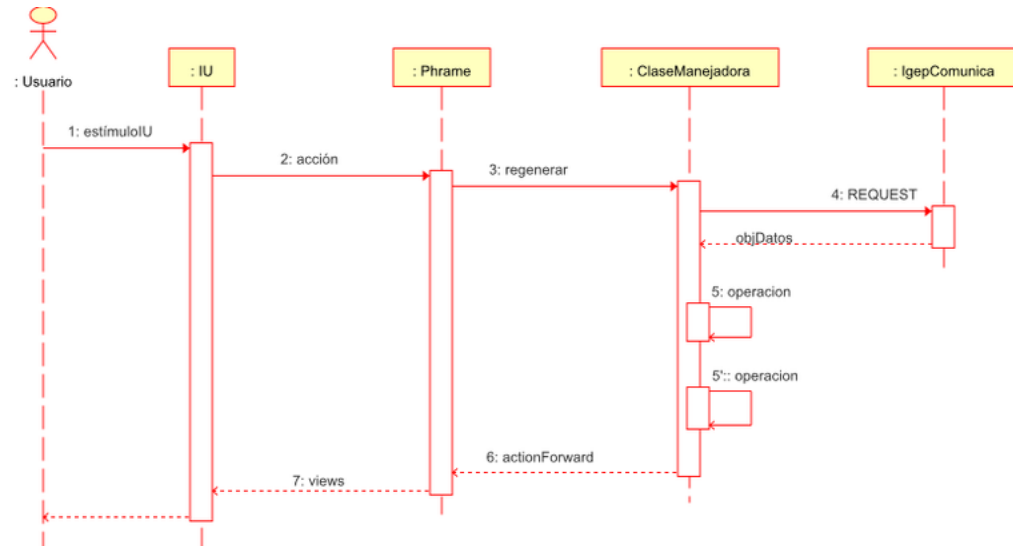 : Usuario
: IU
: Phrame
: ClaseManejadora
: IgepComunica
1: estímuloIU
2: acción
3: regenerar
4: REQUEST
objDatos
5: operacion
5':: operacion
6: actionForward
7: views